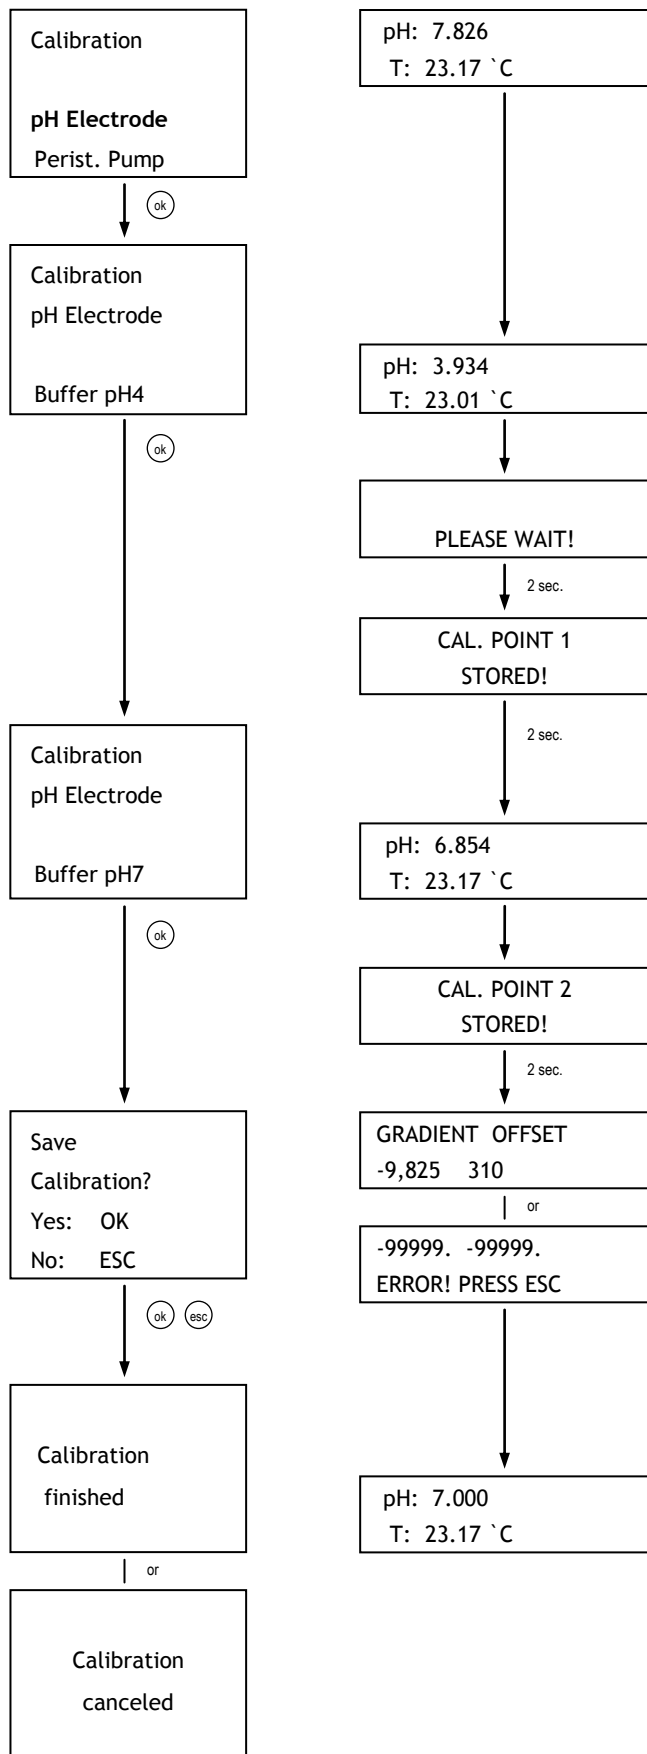 Calibration
pH Electrode
Perist. Pump
ok
Calibration
pH Electrode
Buffer pH4
ok
Calibration
pH Electrode
Buffer pH7
ok
Save
Calibration?
Yes: OK
No: ESC
ok esc
Calibration
finished
or
Calibration
canceled
pH: 7.826
T: 23.17 `C
pH: 3.934
T: 23.01 `C
PLEASE WAIT!
2 sec.
CAL. POINT 1
STORED!
2 sec.
pH: 6.854
T: 23.17 `C
CAL. POINT 2
STORED!
2 sec.
GRADIENT OFFSET
-9,825 310
or
-99999. -99999.
ERROR! PRESS ESC
pH: 7.000
T: 23.17 `C